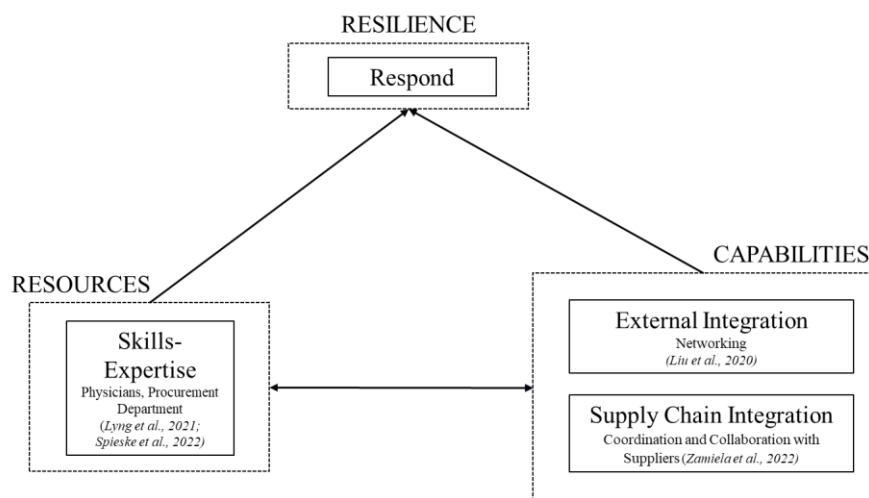 RESILIENCE
Respond
RESOURCES
Skills-
Expertise
Physicians, Procurement
Department
(Lyng et al., 2021;
Spieske et al., 2022)
CAPABILITIES
External Integration
Networking
(Liu et al., 2020)
Supply Chain Integration
Coordination and Collaboration with
Suppliers (Zamiela et al., 2022)